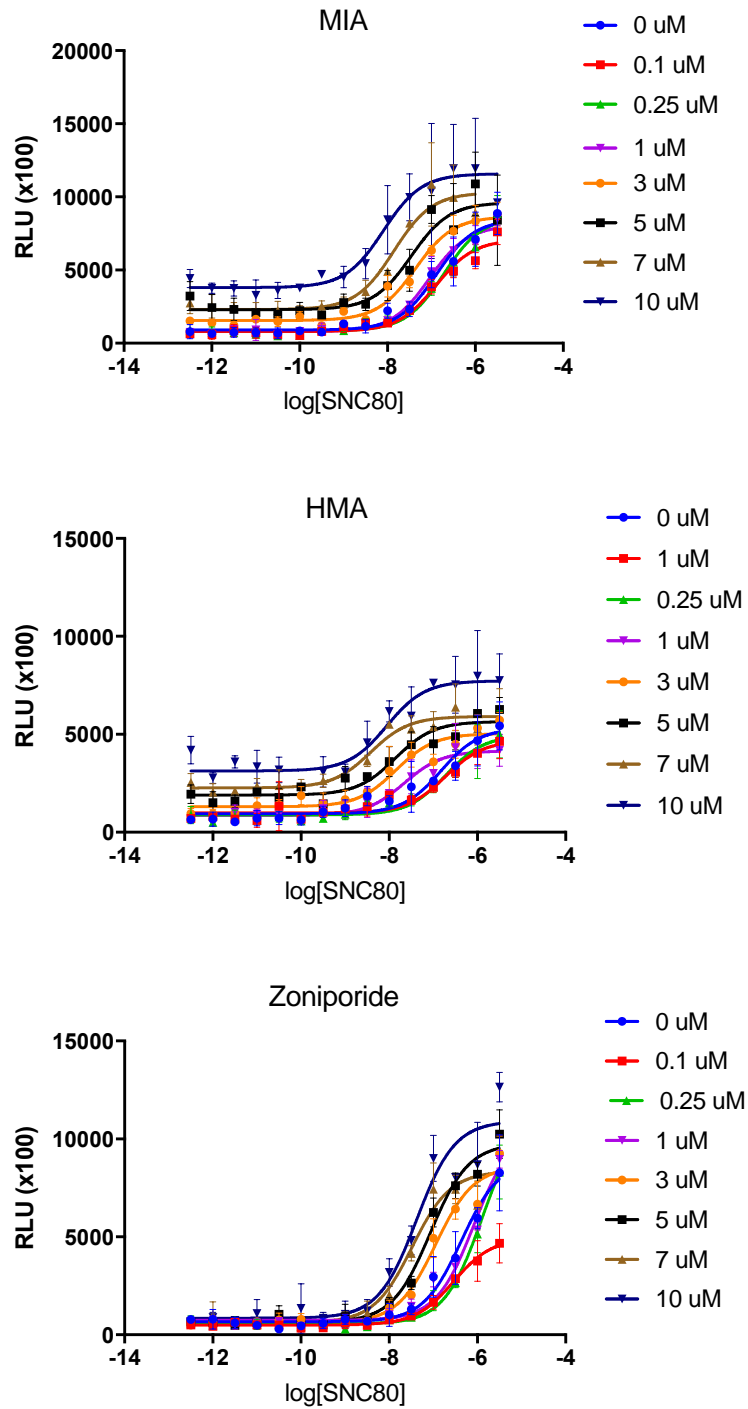 MIA
20000
15000
10000
5000
0
RLU (x100)
-14 -12 -10 -8 -6 -4
log[SNC80]
0 uM
0.1 uM
0.25 uM
1 uM
3 uM
5 uM
7 uM
10 uM
HMA
15000
10000
5000
0
RLU (x100)
-14 -12 -10 -8 -6 -4
log[SNC80]
0 uM
1 uM
0.25 uM
1 uM
3 uM
5 uM
7 uM
10 uM
Zoniporide
15000
10000
5000
0
RLU (x100)
-14 -12 -10 -8 -6 -4
log[SNC80]
0 uM
0.1 uM
0.25 uM
1 uM
3 uM
5 uM
7 uM
10 uM